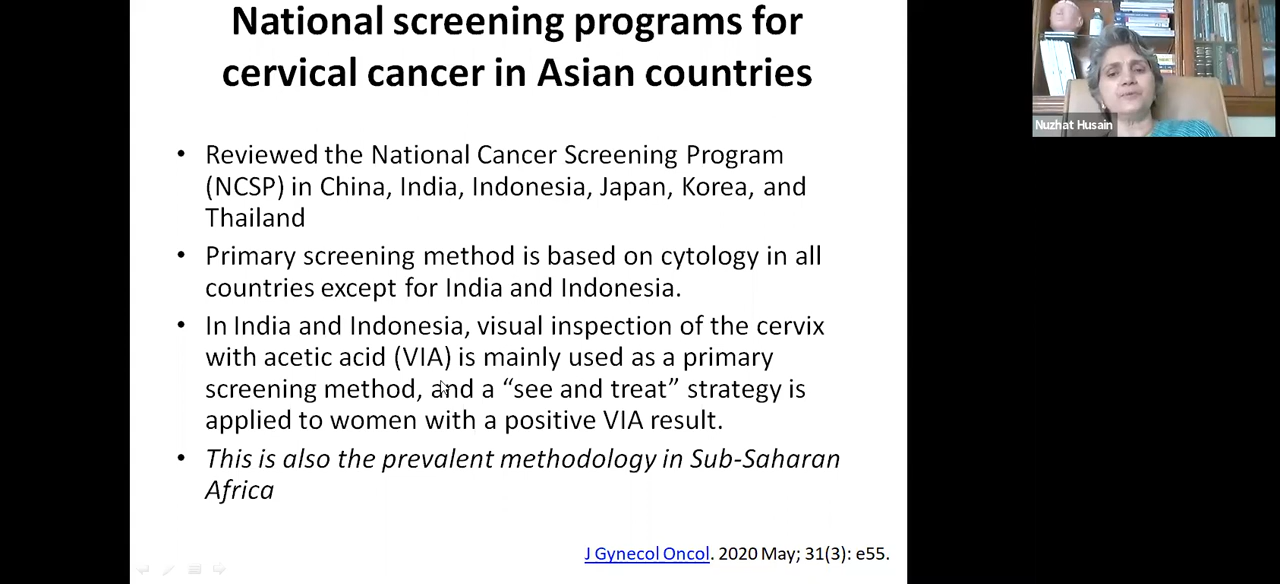 National screening programs for
cervical cancer in Asian countries
• Reviewed the National Cancer Screening Program
(NCSP) in China, India, Indonesia, Japan, Korea, and
Thailand
• Primary screening method is based on cytology in all
countries except for India and Indonesia.
• In India and Indonesia, visual inspection of the cervix
with acetic acid (VIA) is mainly used as a primary
screening method, and a “see and treat” strategy is
applied to women with a positive VIA result.
• This is also the prevalent methodology in Sub-Saharan
Africa
J Gynecol Oncol. 2020 May; 31(3): e55.
Nuzhat Husain